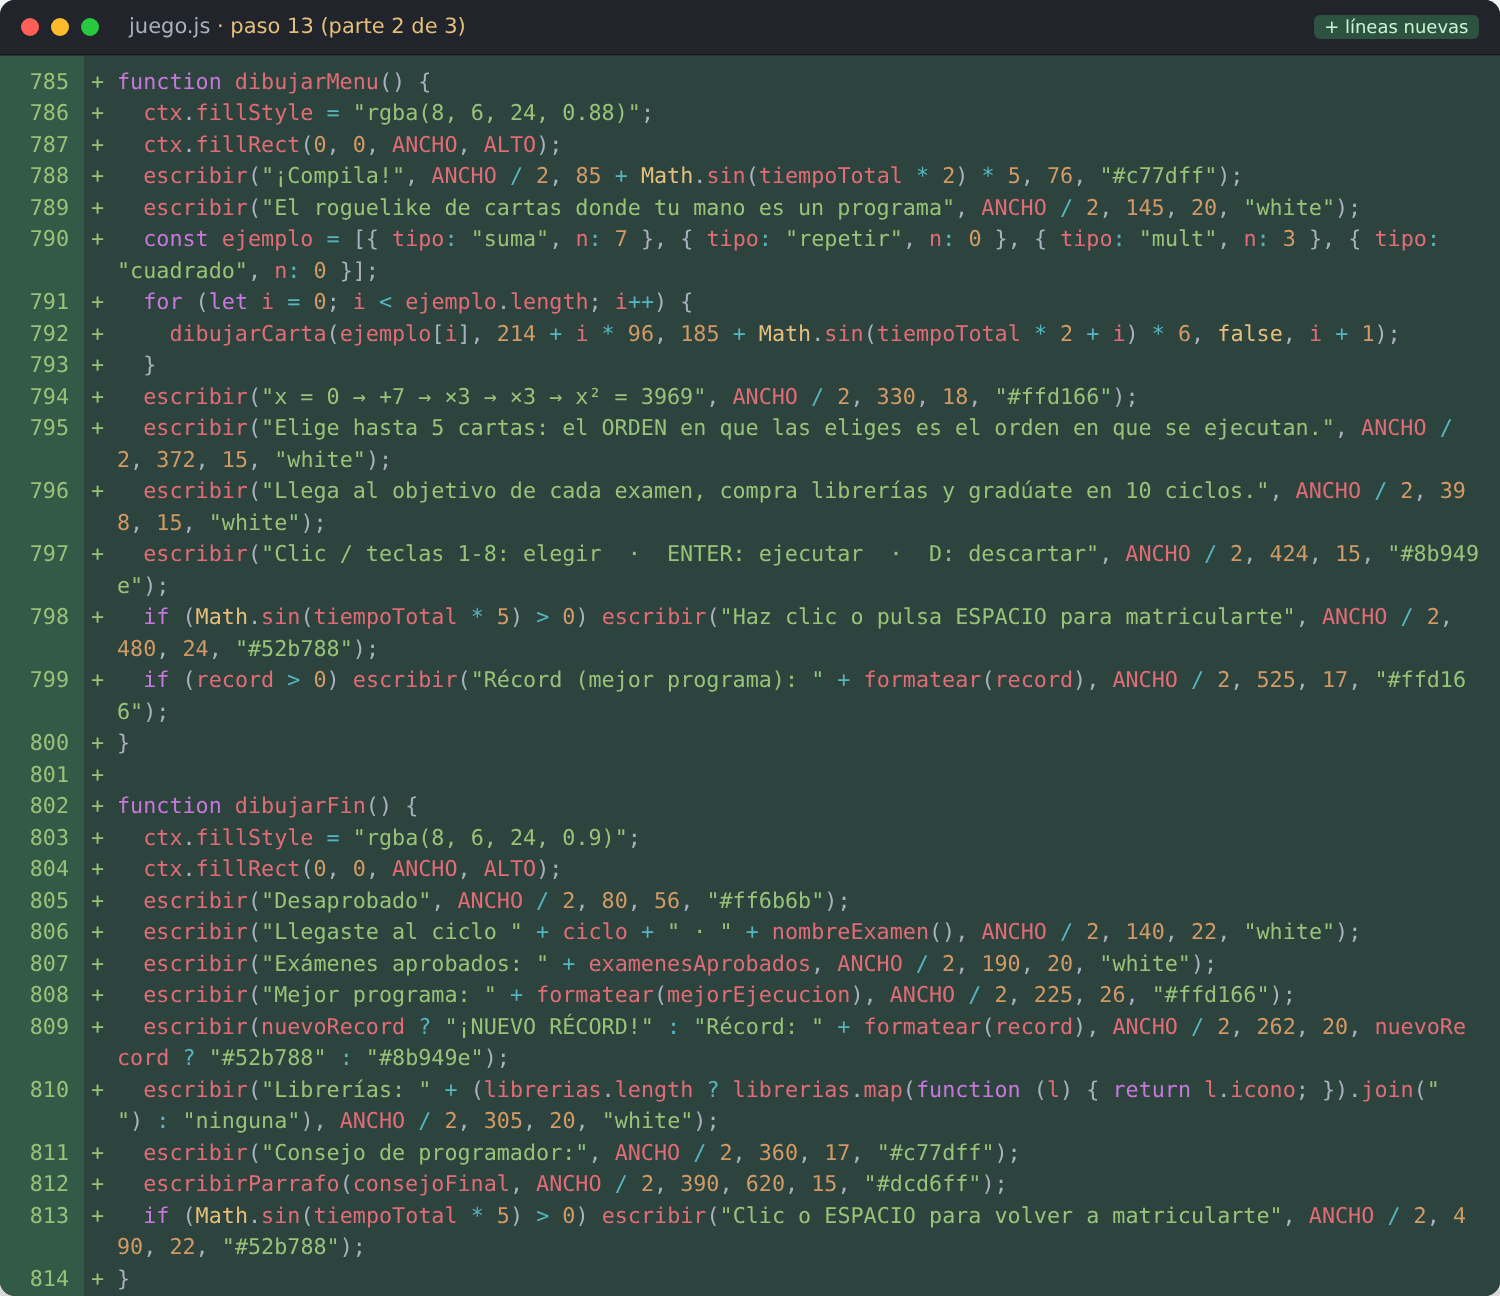 juego.js · paso 13 (parte 2 de 3)
+ líneas nuevas
785 + function dibujarMenu() {
786 +   ctx.fillStyle = "rgba(8, 6, 24, 0.88)";
787 +   ctx.fillRect(0, 0, ANCHO, ALTO);
788 +   escribir("¡Compila!", ANCHO / 2, 85 + Math.sin(tiempoTotal * 2) * 5, 76, "#c77dff");
789 +   escribir("El roguelike de cartas donde tu mano es un programa", ANCHO / 2, 145, 20, "white");
790 +   const ejemplo = [{ tipo: "suma", n: 7 }, { tipo: "repetir", n: 0 }, { tipo: "mult", n: 3 }, { tipo:
"cuadrado", n: 0 }];
791 +   for (let i = 0; i < ejemplo.length; i++) {
792 +     dibujarCarta(ejemplo[i], 214 + i * 96, 185 + Math.sin(tiempoTotal * 2 + i) * 6, false, i + 1);
793 +   }
794 +   escribir("x = 0 → +7 → ×3 → ×3 → x² = 3969", ANCHO / 2, 330, 18, "#ffd166");
795 +   escribir("Elige hasta 5 cartas: el ORDEN en que las eliges es el orden en que se ejecutan.", ANCHO /
2, 372, 15, "white");
796 +   escribir("Llega al objetivo de cada examen, compra librerías y gradúate en 10 ciclos.", ANCHO / 2, 39
8, 15, "white");
797 +   escribir("Clic / teclas 1-8: elegir  ·  ENTER: ejecutar  ·  D: descartar", ANCHO / 2, 424, 15, "#8b949
e");
798 +   if (Math.sin(tiempoTotal * 5) > 0) escribir("Haz clic o pulsa ESPACIO para matricularte", ANCHO / 2,
480, 24, "#52b788");
799 +   if (record > 0) escribir("Récord (mejor programa): " + formatear(record), ANCHO / 2, 525, 17, "#ffd16
6");
800 + }
801 +
802 + function dibujarFin() {
803 +   ctx.fillStyle = "rgba(8, 6, 24, 0.9)";
804 +   ctx.fillRect(0, 0, ANCHO, ALTO);
805 +   escribir("Desaprobado", ANCHO / 2, 80, 56, "#ff6b6b");
806 +   escribir("Llegaste al ciclo " + ciclo + " · " + nombreExamen(), ANCHO / 2, 140, 22, "white");
807 +   escribir("Exámenes aprobados: " + examenesAprobados, ANCHO / 2, 190, 20, "white");
808 +   escribir("Mejor programa: " + formatear(mejorEjecucion), ANCHO / 2, 225, 26, "#ffd166");
809 +   escribir(nuevoRecord ? "¡NUEVO RÉCORD!" : "Récord: " + formatear(record), ANCHO / 2, 262, 20, nuevoRe
cord ? "#52b788" : "#8b949e");
810 +   escribir("Librerías: " + (librerias.length ? librerias.map(function (l) { return l.icono; }).join("
") : "ninguna"), ANCHO / 2, 305, 20, "white");
811 +   escribir("Consejo de programador:", ANCHO / 2, 360, 17, "#c77dff");
812 +   escribirParrafo(consejoFinal, ANCHO / 2, 390, 620, 15, "#dcd6ff");
813 +   if (Math.sin(tiempoTotal * 5) > 0) escribir("Clic o ESPACIO para volver a matricularte", ANCHO / 2, 4
90, 22, "#52b788");
814 + }